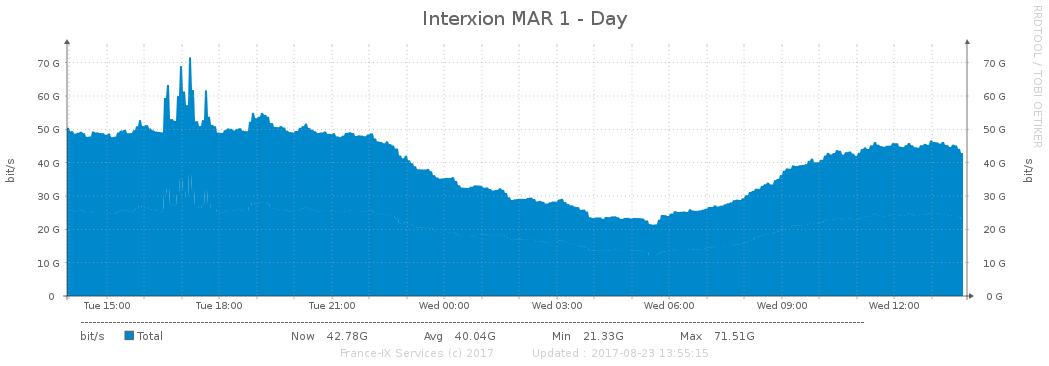 Interxion MAR 1 - Day
RRDTOOL / TOBI OETIKER
bit/s
bit/s
70 G 70 G
60 G 60 G
50 G 50 G
40 G 40 G
30 G 30 G
20 G 20 G
10 G 10 G
0 0 G
Tue 15:00 Tue 18:00 Tue 21:00 Wed 00:00 Wed 03:00 Wed 06:00 Wed 09:00 Wed 12:00
bit/s Total Now 42.78G Avg 40.04G Min 21.33G Max 71.51G
France-IX Services (c) 2017 Updated : 2017-08-23 13:55:15